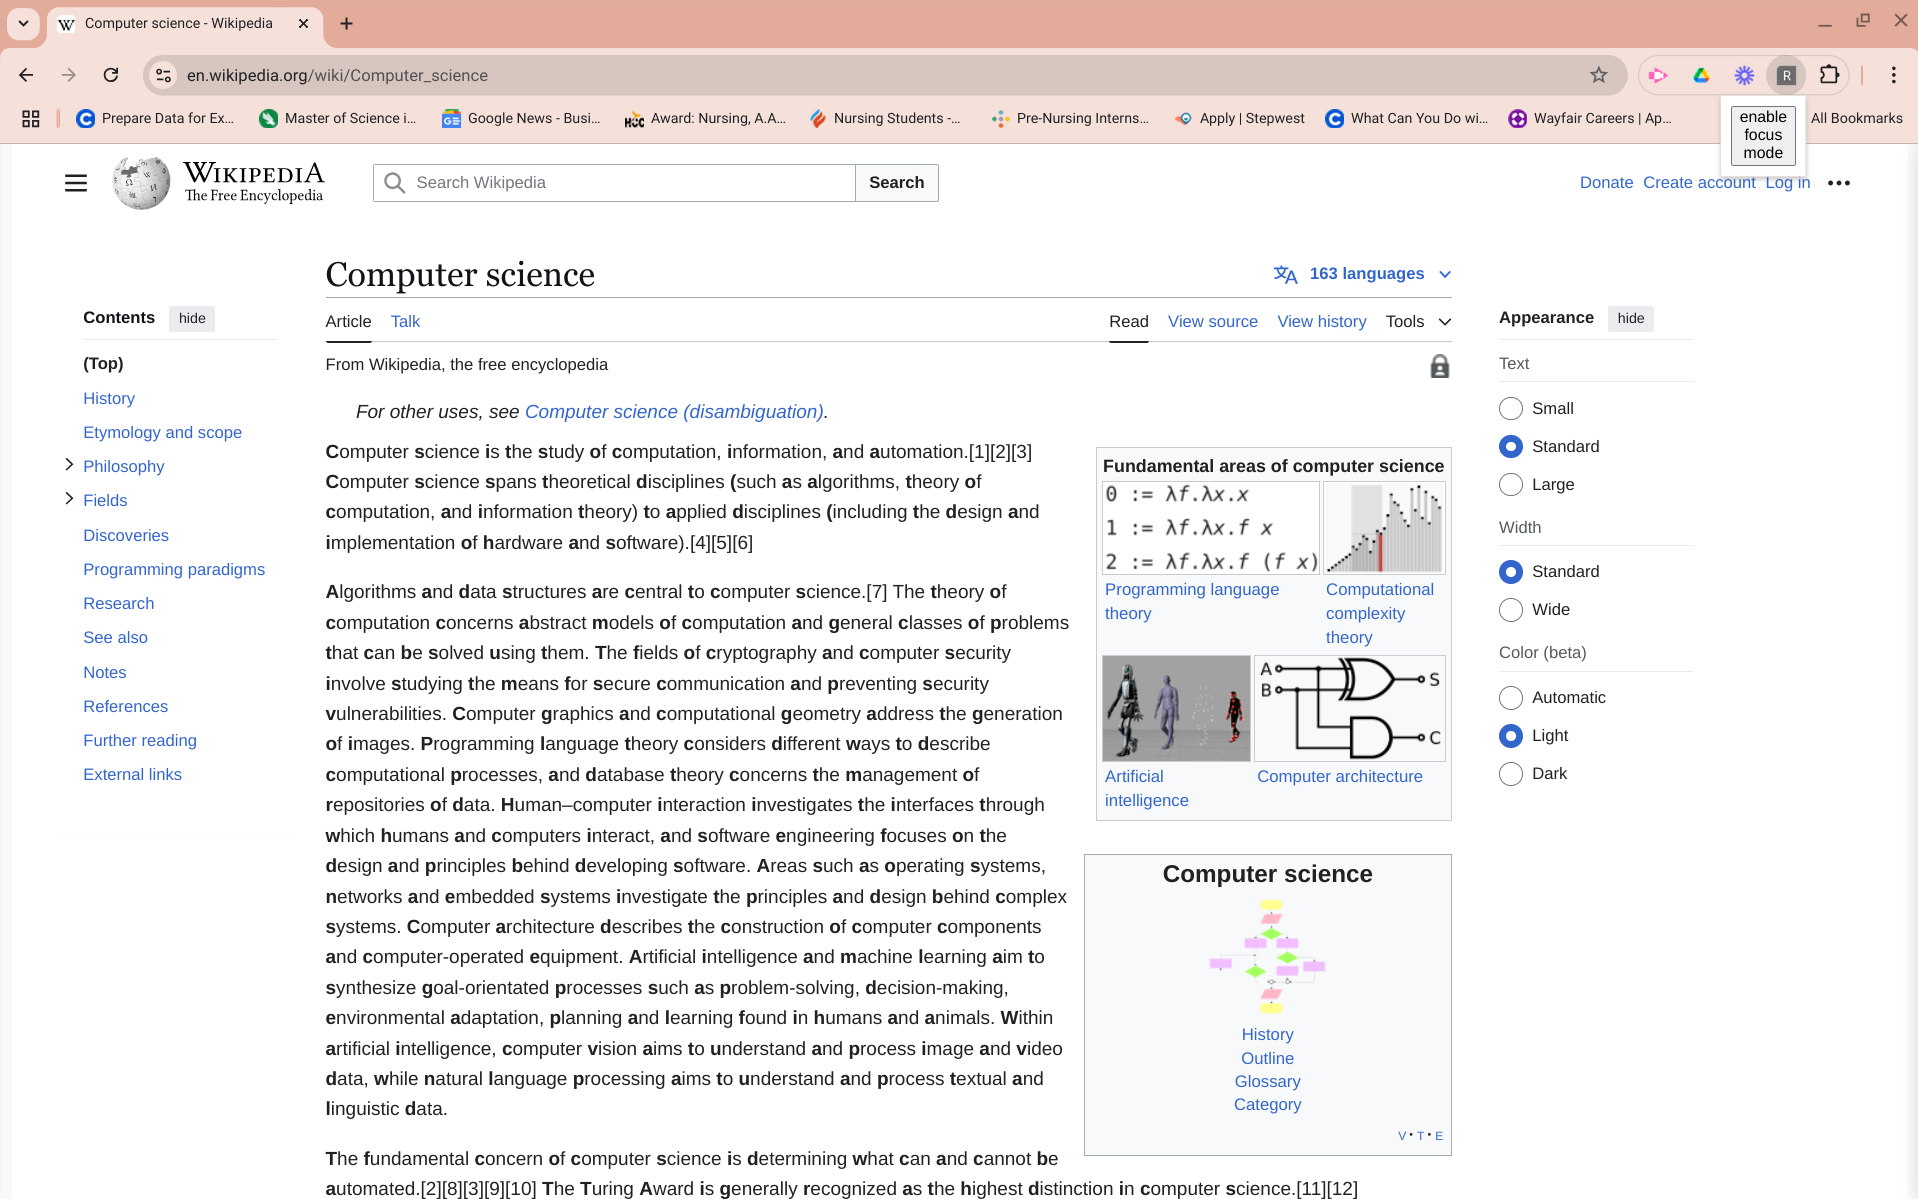 Computer science - Wikipedia
en.wikipedia.org/wiki/Computer_science
R
Prepare Data for Ex...
Master of Science i...
Google News - Busi...
Award: Nursing, A.A...
Nursing Students -...
Pre-Nursing Interns...
Apply | Stepwest
What Can You Do wi...
Wayfair Careers | Ap...
All Bookmarks
enable
focus
mode
WIKIPEDIA
The Free Encyclopedia
Search Wikipedia
Search
Donate
Create account
Log in
Computer science
163 languages
Contents
hide
(Top)
History
Etymology and scope
Philosophy
Fields
Discoveries
Programming paradigms
Research
See also
Notes
References
Further reading
External links
Article
Talk
Read
View source
View history
Tools
From Wikipedia, the free encyclopedia
For other uses, see Computer science (disambiguation).
Computer science is the study of computation, information, and automation.[1][2][3]
Computer science spans theoretical disciplines (such as algorithms, theory of
computation, and information theory) to applied disciplines (including the design and
implementation of hardware and software).[4][5][6]
Algorithms and data structures are central to computer science.[7] The theory of
computation concerns abstract models of computation and general classes of problems
that can be solved using them. The fields of cryptography and computer security
involve studying the means for secure communication and preventing security
vulnerabilities. Computer graphics and computational geometry address the generation
of images. Programming language theory considers different ways to describe
computational processes, and database theory concerns the management of
repositories of data. Human–computer interaction investigates the interfaces through
which humans and computers interact, and software engineering focuses on the
design and principles behind developing software. Areas such as operating systems,
networks and embedded systems investigate the principles and design behind complex
systems. Computer architecture describes the construction of computer components
and computer-operated equipment. Artificial intelligence and machine learning aim to
synthesize goal-orientated processes such as problem-solving, decision-making,
environmental adaptation, planning and learning found in humans and animals. Within
artificial intelligence, computer vision aims to understand and process image and video
data, while natural language processing aims to understand and process textual and
linguistic data.
The fundamental concern of computer science is determining what can and cannot be
automated.[2][8][3][9][10] The Turing Award is generally recognized as the highest distinction in computer science.[11][12]
Fundamental areas of computer science
0 := λf.λx.x
1 := λf.λx.f x
2 := λf.λx.f (f x)
Programming language
theory
Computational
complexity
theory
A
B
S
C
Artificial
intelligence
Computer architecture
Computer science
History
Outline
Glossary
Category
V · T · E
Appearance
hide
Text
Small
Standard
Large
Width
Standard
Wide
Color (beta)
Automatic
Light
Dark